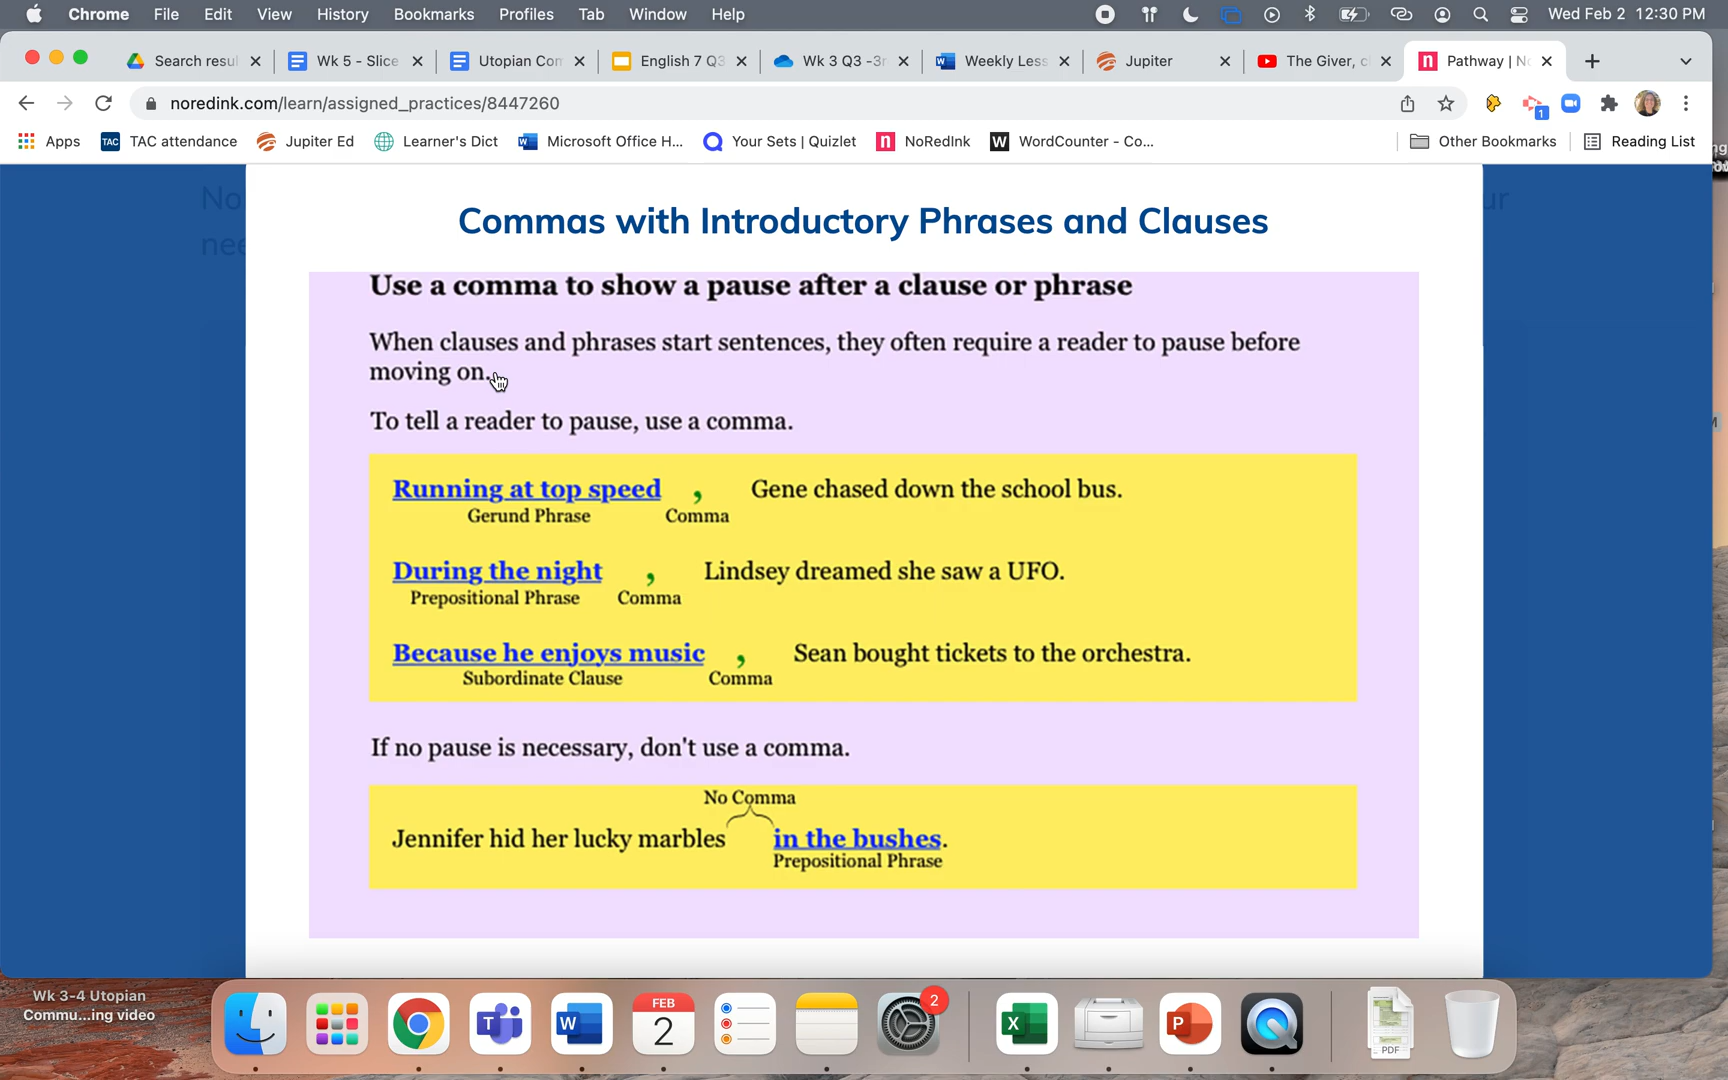 Chrome File Edit View History Bookmarks Profiles Tab Window Help Wed Feb 2 12:30 PM
Search resul Wk 5 - Slice Utopian Com English 7 Q3 Wk 3 Q3 -3r Weekly Less Jupiter The Giver, c Pathway | No
noredink.com/learn/assigned_practices/8447260 1
Apps TAC TAC attendance Jupiter Ed Learner's Dict Microsoft Office H... Your Sets | Quizlet n NoRedInk W WordCounter - Co... Other Bookmarks Reading List
Commas with Introductory Phrases and Clauses
Use a comma to show a pause after a clause or phrase
When clauses and phrases start sentences, they often require a reader to pause before
moving on.
To tell a reader to pause, use a comma.
Running at top speed , Gene chased down the school bus.
Gerund Phrase Comma
During the night , Lindsey dreamed she saw a UFO.
Prepositional Phrase Comma
Because he enjoys music , Sean bought tickets to the orchestra.
Subordinate Clause Comma
If no pause is necessary, don't use a comma.
No Comma
Jennifer hid her lucky marbles in the bushes.
Prepositional Phrase
Wk 3-4 Utopian
Commu...ing video
FEB
2
2
PDF